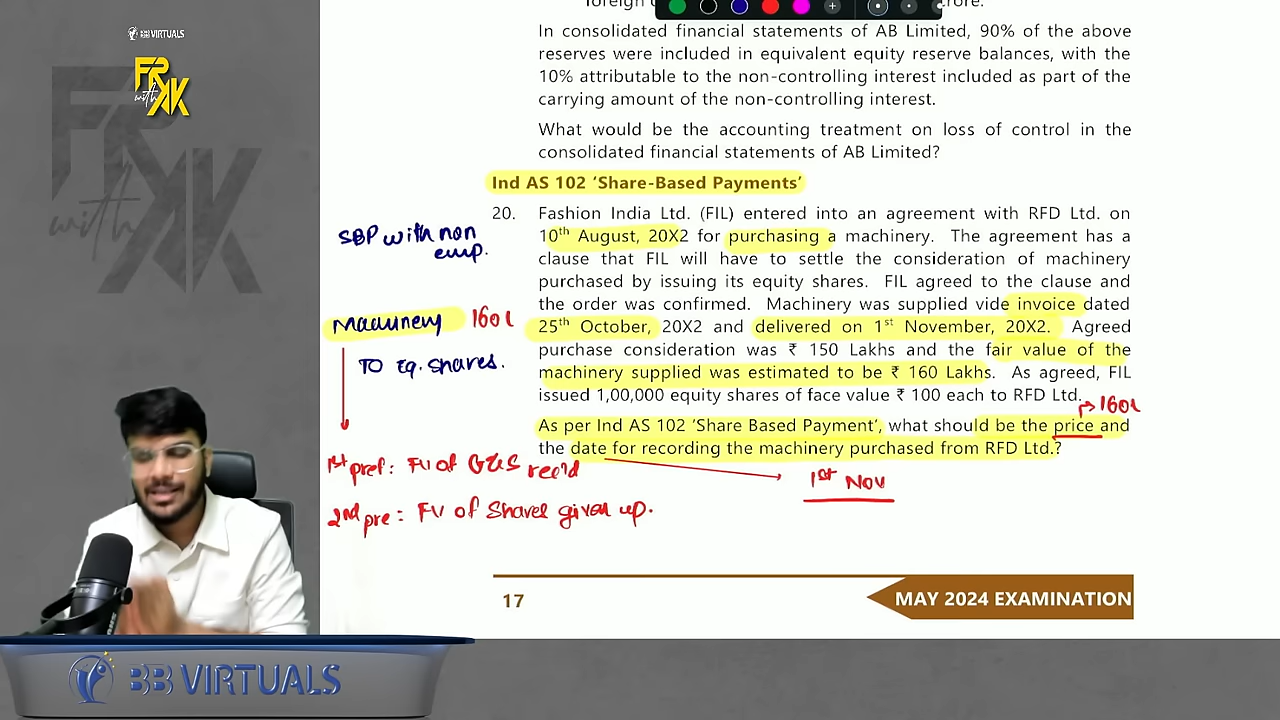 BB VIRTUALS
FR
with
AK
FR
with
AK
foreign
In consolidated financial statements of AB Limited, 90% of the above
reserves were included in equivalent equity reserve balances, with the
10% attributable to the non-controlling interest included as part of the
carrying amount of the non-controlling interest.
What would be the accounting treatment on loss of control in the
consolidated financial statements of AB Limited?
Ind AS 102 ‘Share-Based Payments’
20. Fashion India Ltd. (FIL) entered into an agreement with RFD Ltd. on
10th August, 20X2 for purchasing a machinery. The agreement has a
clause that FIL will have to settle the consideration of machinery
purchased by issuing its equity shares. FIL agreed to the clause and
the order was confirmed. Machinery was supplied vide invoice dated
25th October, 20X2 and delivered on 1st November, 20X2. Agreed
purchase consideration was ₹ 150 Lakhs and the fair value of the
machinery supplied was estimated to be ₹ 160 Lakhs. As agreed, FIL
issued 1,00,000 equity shares of face value ₹ 100 each to RFD Ltd.
As per Ind AS 102 ‘Share Based Payment’, what should be the price and
the date for recording the machinery purchased from RFD Ltd.?
SBP with non
emp.
Machinery 160L
TO Eq. Shares.
1st pref: FV of G&S rec'd
2nd pre: FV of Shares given up.
→160L
1st Nov
17
MAY 2024 EXAMINATION
BB VIRTUALS